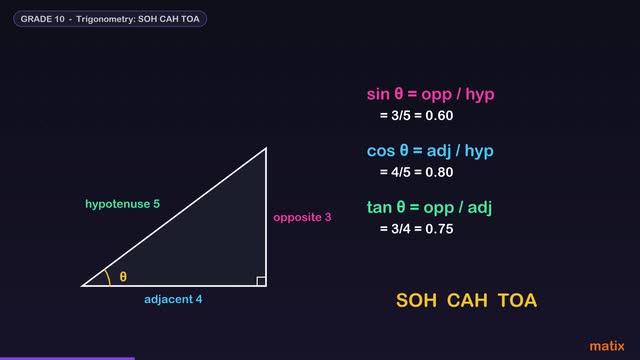 GRADE 10 - Trigonometry: SOH CAH TOA
sin θ = opp / hyp
= 3/5 = 0.60
cos θ = adj / hyp
= 4/5 = 0.80
tan θ = opp / adj
= 3/4 = 0.75
hypotenuse 5
opposite 3
θ
adjacent 4
SOH CAH TOA
matix